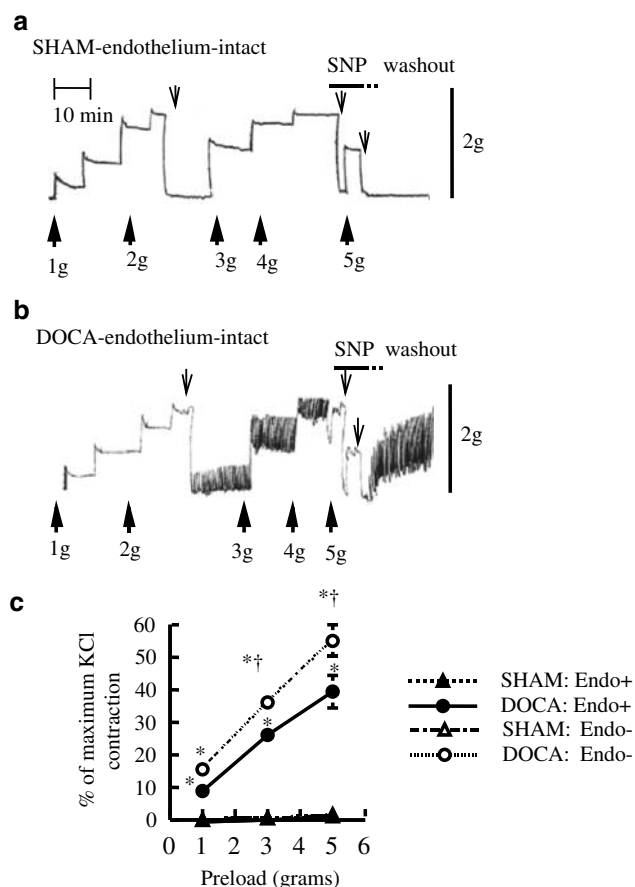 a
SHAM-endothelium-intact
SNP washout
10 min
2g
1g 2g 3g 4g 5g
b
DOCA-endothelium-intact
SNP washout
2g
1g 2g 3g 4g 5g
c
% of maximum KCl
contraction
60
50
40
30
20
10
0
0 1 2 3 4 5 6
Preload (grams)
* * *† * *† *
SHAM: Endo+
DOCA: Endo+
SHAM: Endo-
DOCA: Endo-